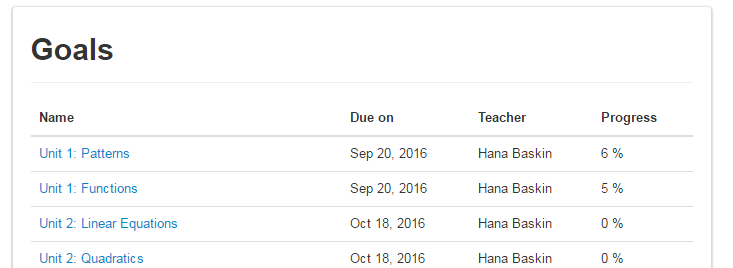 Goals
Name Due on Teacher Progress
Unit 1: Patterns Sep 20, 2016 Hana Baskin 6 %
Unit 1: Functions Sep 20, 2016 Hana Baskin 5 %
Unit 2: Linear Equations Oct 18, 2016 Hana Baskin 0 %
Unit 2: Quadratics Oct 18, 2016 Hana Baskin 0 %